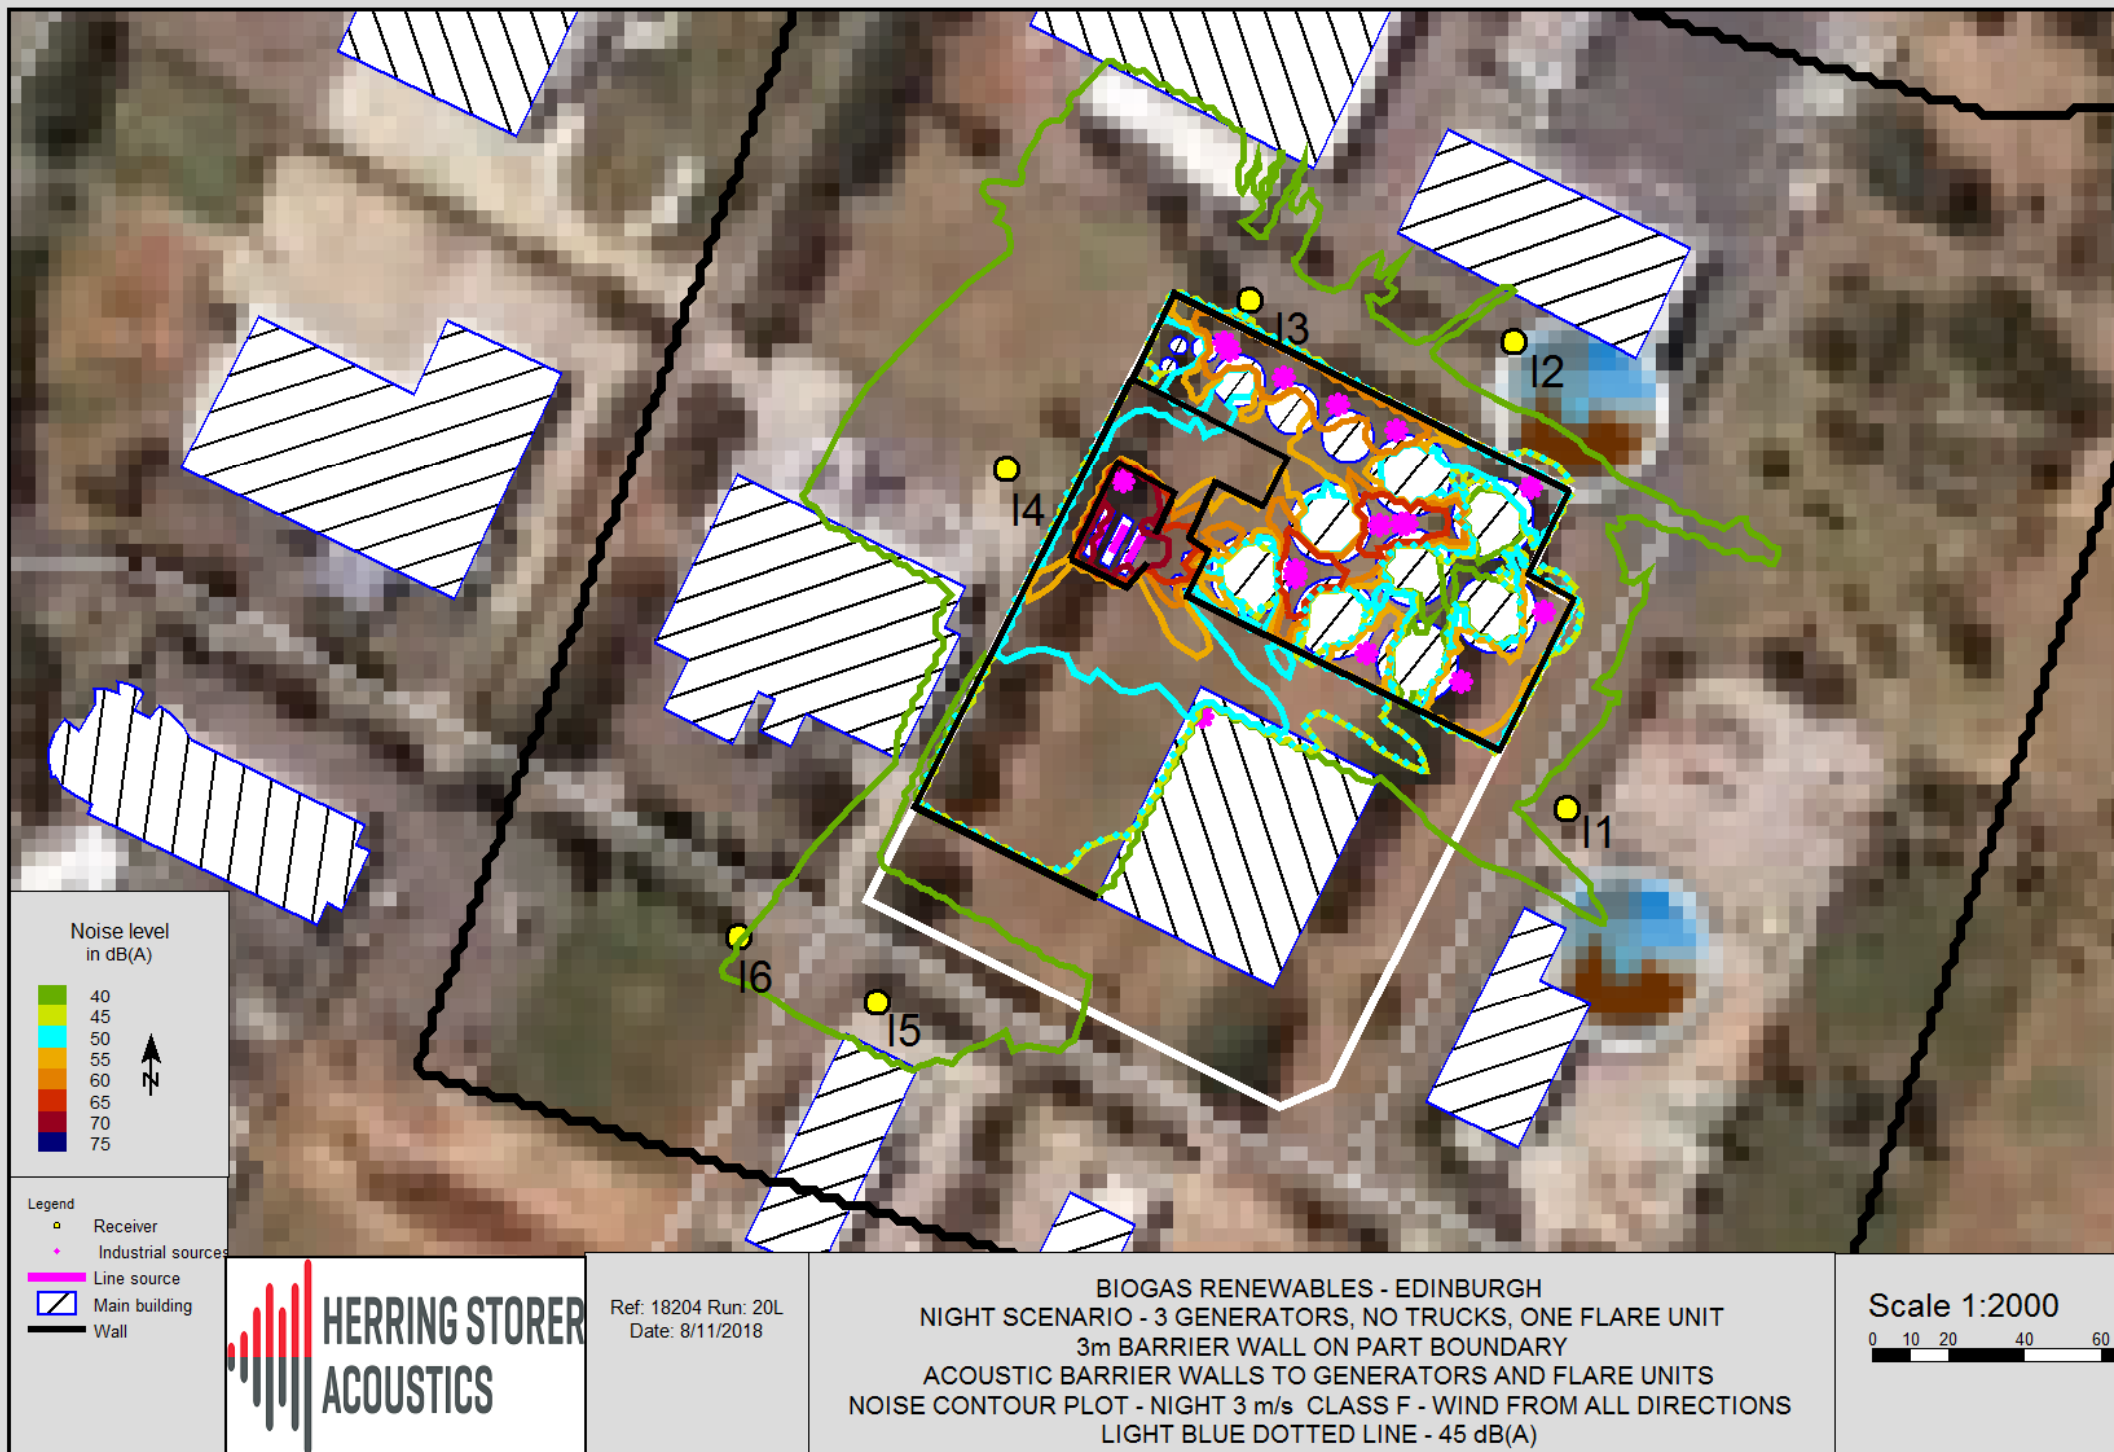 I3
I2
I4
I1
I6
I5
Noise level
in dB(A)
40
45
50
55
60
65
70
75
N
Legend
Receiver
Industrial sources
Line source
Main building
Wall
HERRING STORER
ACOUSTICS
Ref: 18204 Run: 20L
Date: 8/11/2018
BIOGAS RENEWABLES - EDINBURGH
NIGHT SCENARIO - 3 GENERATORS, NO TRUCKS, ONE FLARE UNIT
3m BARRIER WALL ON PART BOUNDARY
ACOUSTIC BARRIER WALLS TO GENERATORS AND FLARE UNITS
NOISE CONTOUR PLOT - NIGHT 3 m/s CLASS F - WIND FROM ALL DIRECTIONS
LIGHT BLUE DOTTED LINE - 45 dB(A)
Scale 1:2000
0 10 20 40 60